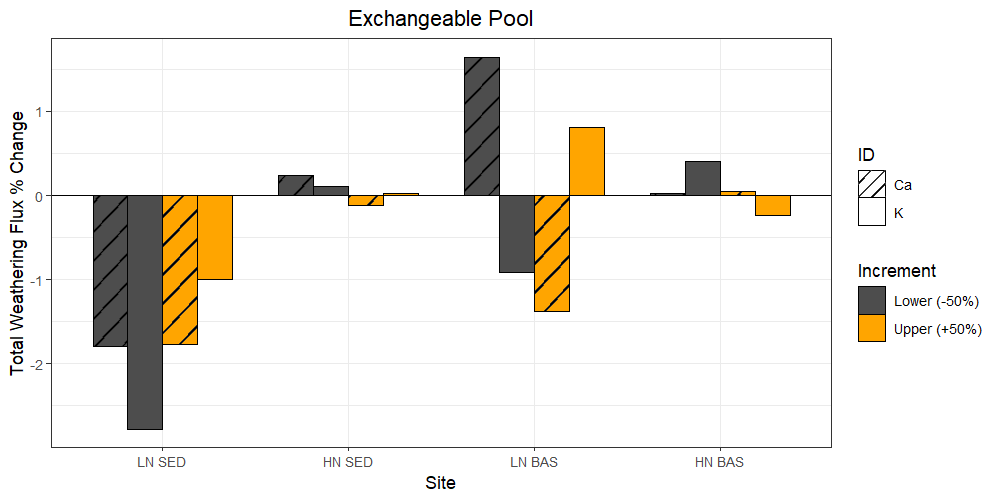 Exchangeable Pool
Total Weathering Flux % Change
1
0
-1
-2
LN SED
HN SED
LN BAS
HN BAS
Site
ID
Ca
K
Increment
Lower (-50%)
Upper (+50%)